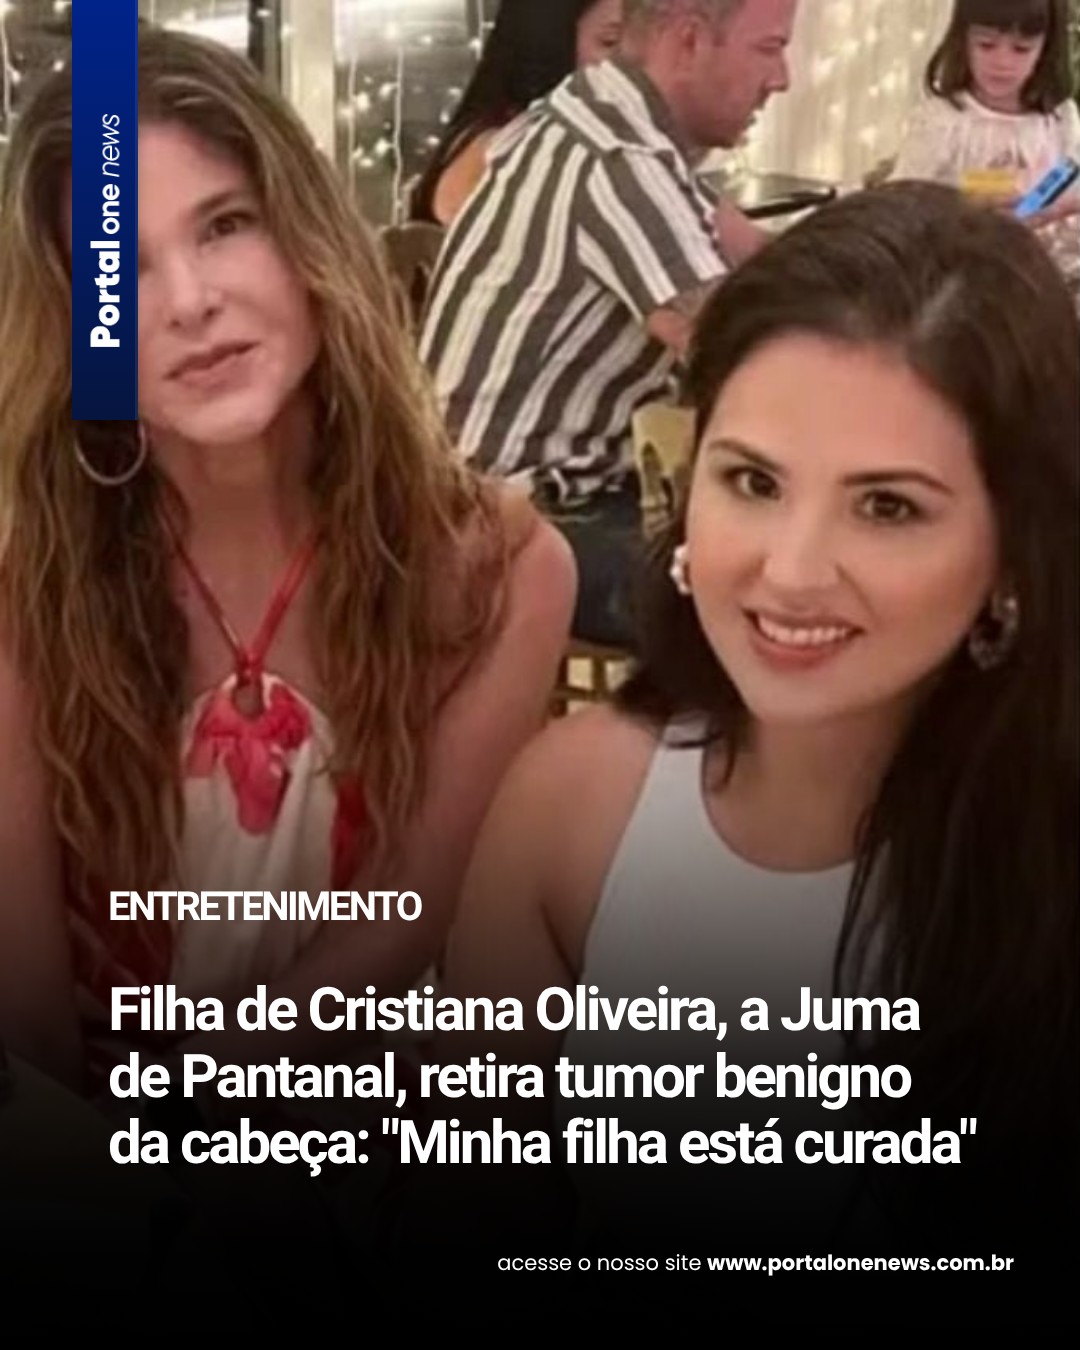 Portal one news
ENTRETENIMENTO
Filha de Cristiana Oliveira, a Juma
de Pantanal, retira tumor benigno
da cabeça: "Minha filha está curada"
acesse o nosso site www.portalonenews.com.br